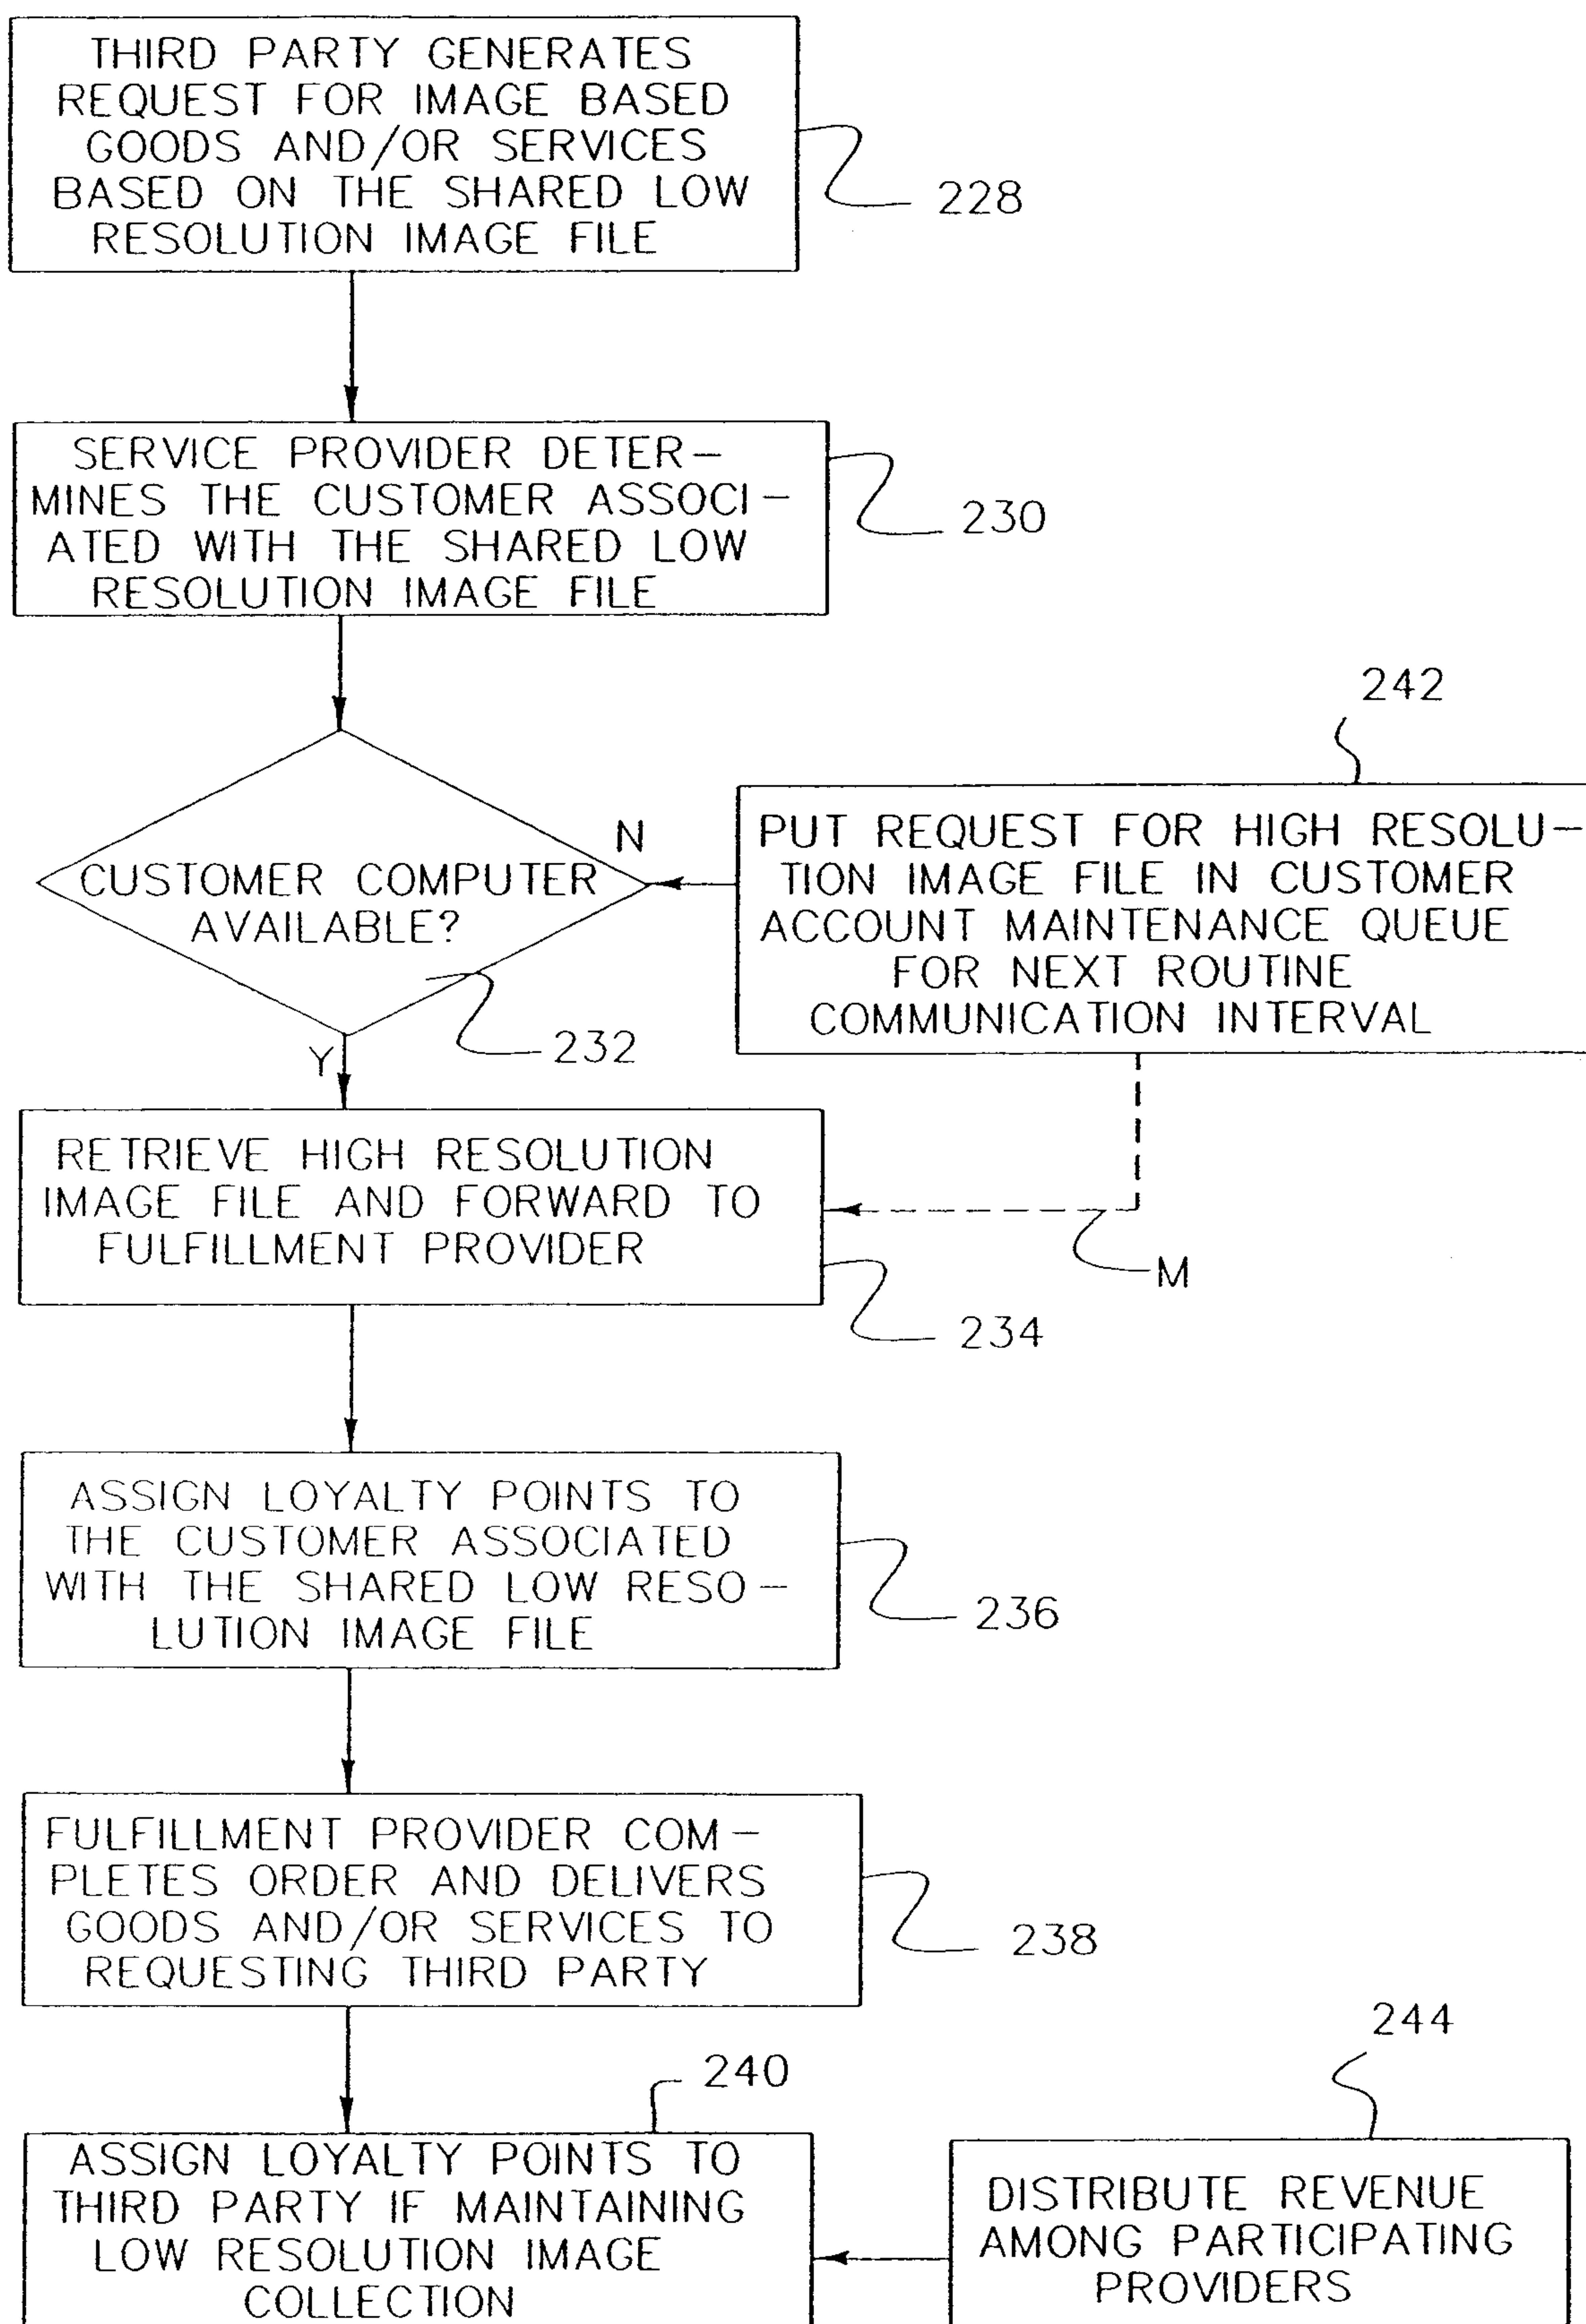 THIRD PARTY GENERATES
REQUEST FOR IMAGE BASED
GOODS AND/OR SERVICES
BASED ON THE SHARED LOW
RESOLUTION IMAGE FILE
228
SERVICE PROVIDER DETER-
MINES THE CUSTOMER ASSOCI-
ATED WITH THE SHARED LOW
RESOLUTION IMAGE FILE
230
242
CUSTOMER COMPUTER
AVAILABLE?
N
Y
232
PUT REQUEST FOR HIGH RESOLU-
TION IMAGE FILE IN CUSTOMER
ACCOUNT MAINTENANCE QUEUE
FOR NEXT ROUTINE
COMMUNICATION INTERVAL
RETRIEVE HIGH RESOLUTION
IMAGE FILE AND FORWARD TO
FULFILLMENT PROVIDER
M
234
ASSIGN LOYALTY POINTS TO
THE CUSTOMER ASSOCIATED
WITH THE SHARED LOW RESO-
LUTION IMAGE FILE
236
FULFILLMENT PROVIDER COM-
PLETES ORDER AND DELIVERS
GOODS AND/OR SERVICES TO
REQUESTING THIRD PARTY
238
240
244
ASSIGN LOYALTY POINTS TO
THIRD PARTY IF MAINTAINING
LOW RESOLUTION IMAGE
COLLECTION
DISTRIBUTE REVENUE
AMONG PARTICIPATING
PROVIDERS